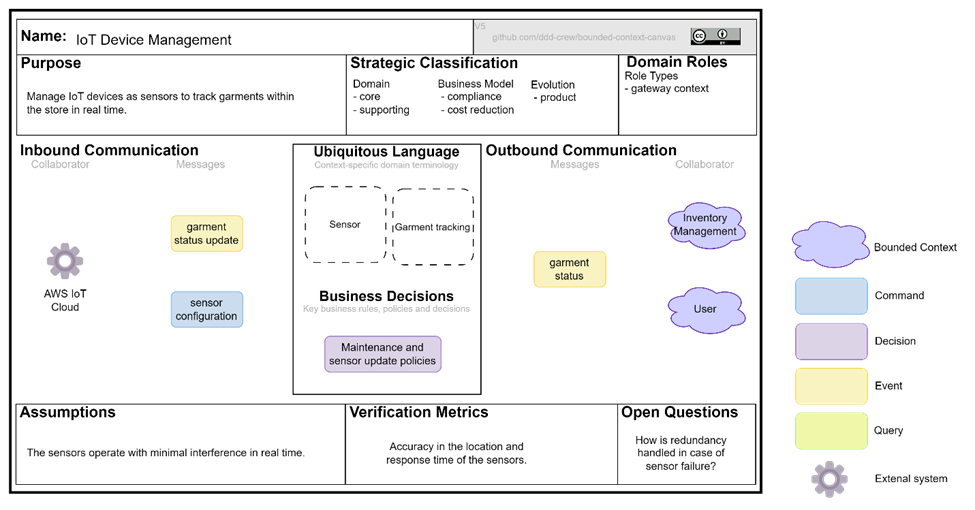 Name: IoT Device Management
V5
github.com/ddd-crew/bounded-context-canvas
cc
BY
Purpose
Manage IoT devices as sensors to track garments within
the store in real time.
Strategic Classification
Domain
- core
- supporting
Business Model
- compliance
- cost reduction
Evolution
- product
Domain Roles
Role Types
- gateway context
Inbound Communication
Collaborator
Messages
AWS IoT
Cloud
garment
status update
sensor
configuration
Ubiquitous Language
Context-specific domain terminology
Sensor
Garment tracking
Business Decisions
Key business rules, policies and decisions
Maintenance and
sensor update policies
Outbound Communication
Messages
Collaborator
garment
status
Inventory
Management
User
Assumptions
The sensors operate with minimal interference in real time.
Verification Metrics
Accuracy in the location and
response time of the sensors.
Open Questions
How is redundancy
handled in case of
sensor failure?
Bounded Context
Command
Decision
Event
Query
Extenal system